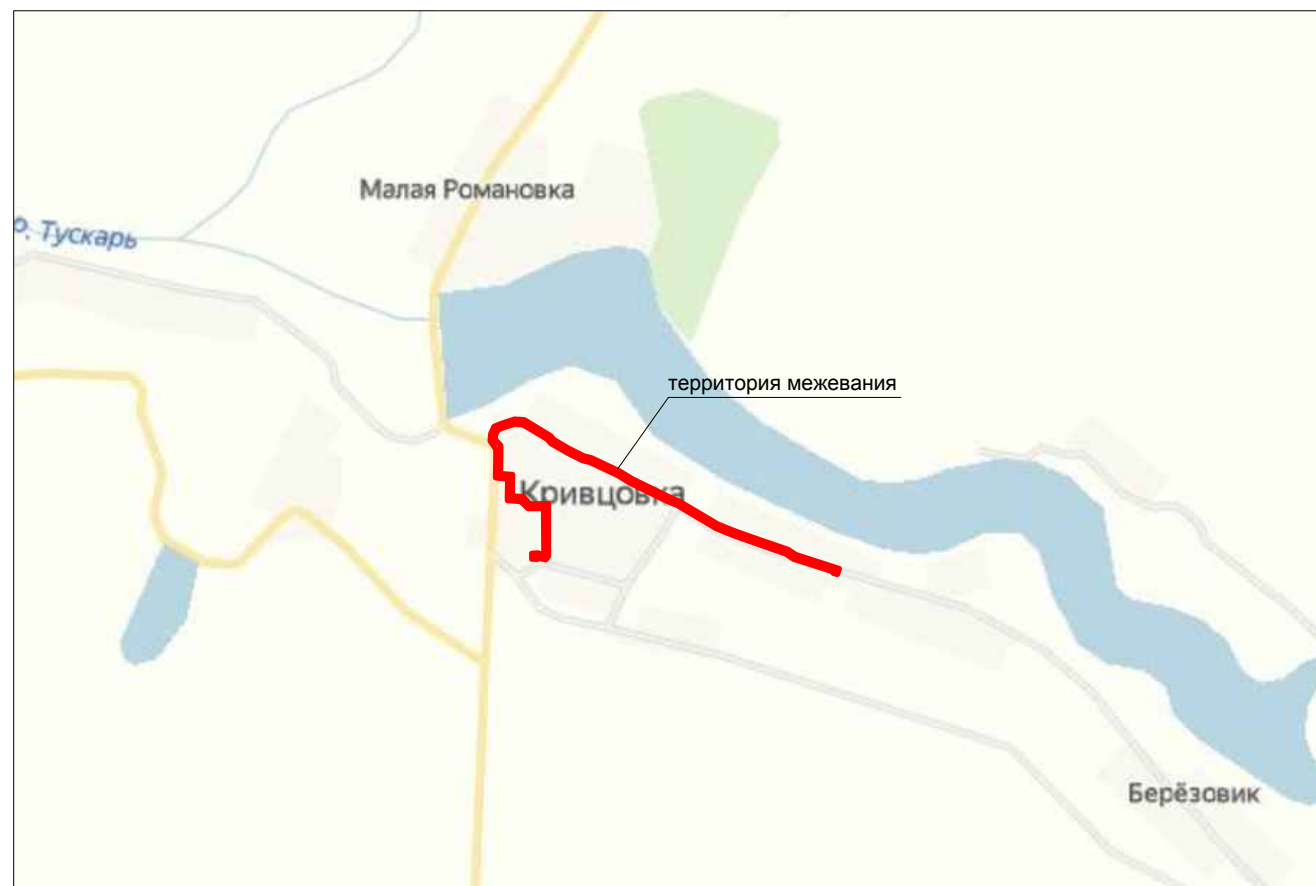 Малая Романовка
р. Тускарь
территория межевания
Кривцовка
Берёзовик